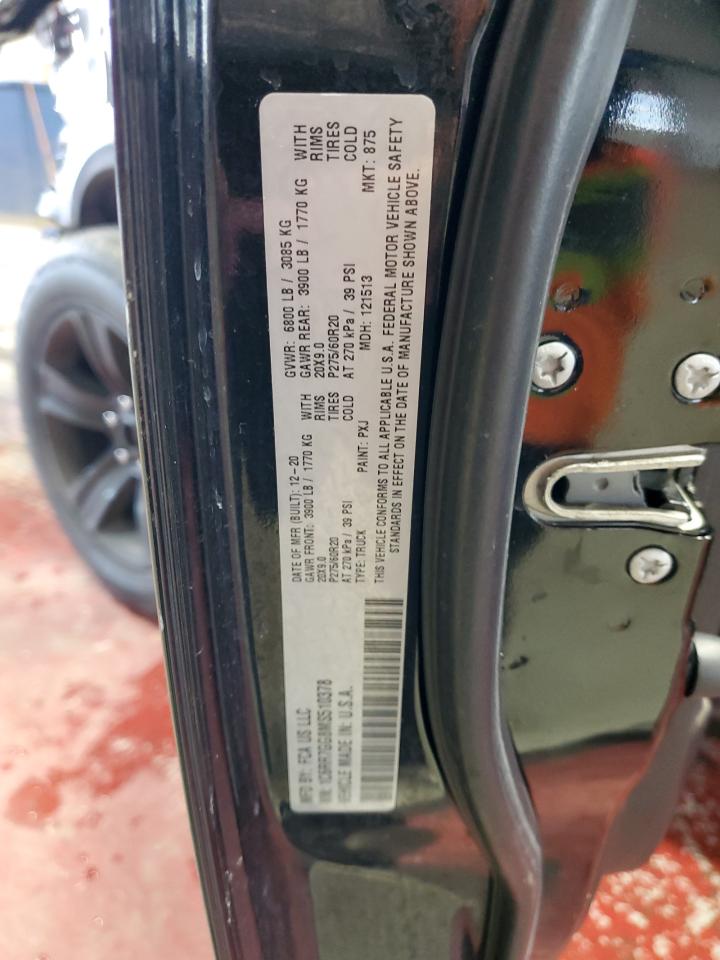 MFD BY: FCA US LLC
DATE OF MFR (BUILT): 12-20
GVWR: 6800 LB / 3085 KG
GAWR FRONT: 3900 LB / 1770 KG WITH
GAWR REAR: 3900 LB / 1770 KG WITH
20X9.0 RIMS
20X9.0 RIMS
P275/60R20 TIRES
P275/60R20 TIRES
AT 270 kPa / 39 PSI COLD
AT 270 kPa / 39 PSI COLD
VIN: 1C6RR7GG8MS510378
TYPE: TRUCK PAINT: PXJ MDH: 121513 MKT: 875
VEHICLE MADE IN: U.S.A.
THIS VEHICLE CONFORMS TO ALL APPLICABLE U.S.A. FEDERAL MOTOR VEHICLE SAFETY
STANDARDS IN EFFECT ON THE DATE OF MANUFACTURE SHOWN ABOVE.